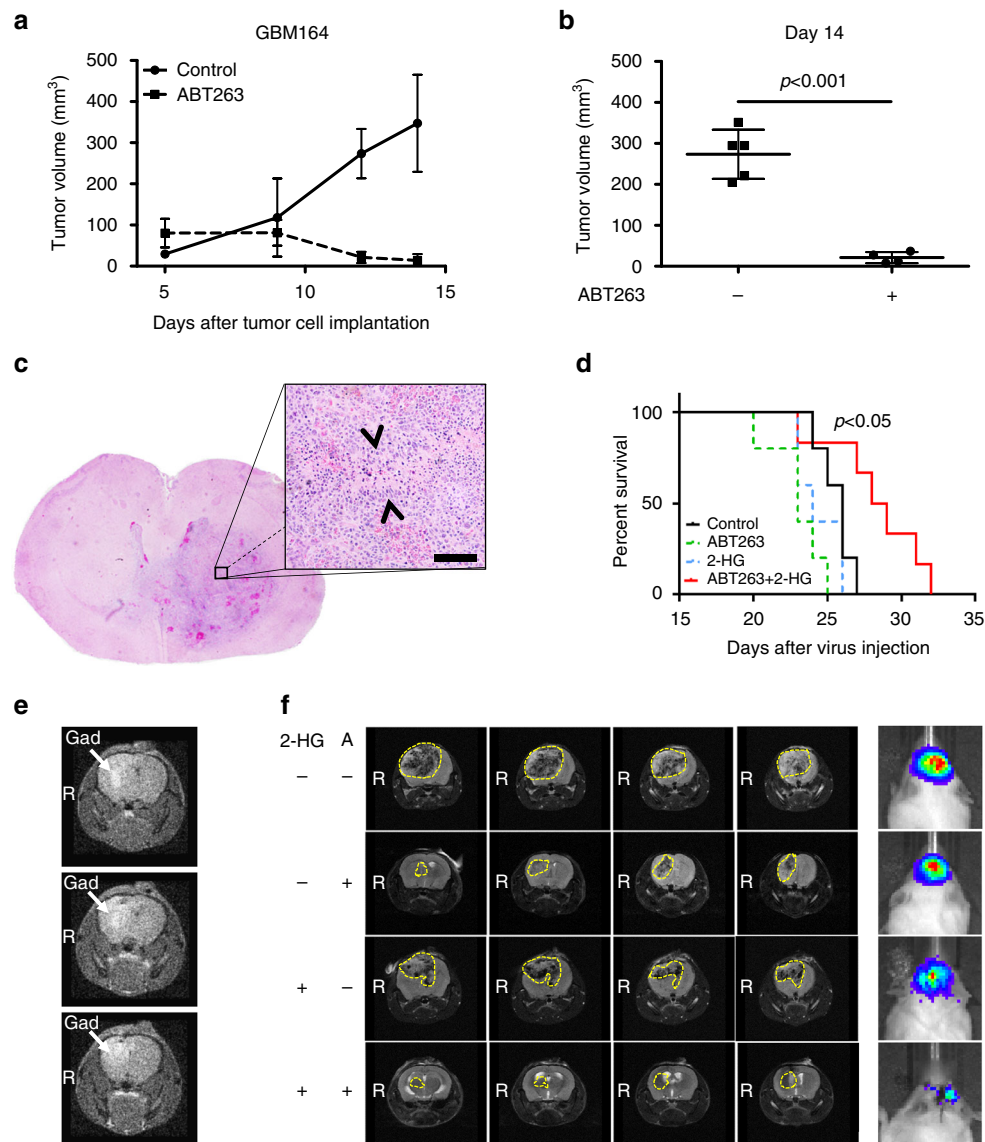 a
GBM164
Tumor volume (mm³)
500
400
300
200
100
0
Control
ABT263
5
10
15
Days after tumor cell implantation
b
Day 14
Tumor volume (mm³)
500
400
300
200
100
0
p<0.001
ABT263
–
+
c
d
Percent survival
100
50
0
p<0.05
Control
ABT263
2-HG
ABT263+2-HG
15
20
25
30
35
Days after virus injection
e
Gad
R
Gad
R
Gad
R
f
2-HG A
– –
R R R R
– +
R R R R
+ –
R R R R
+ +
R R R R